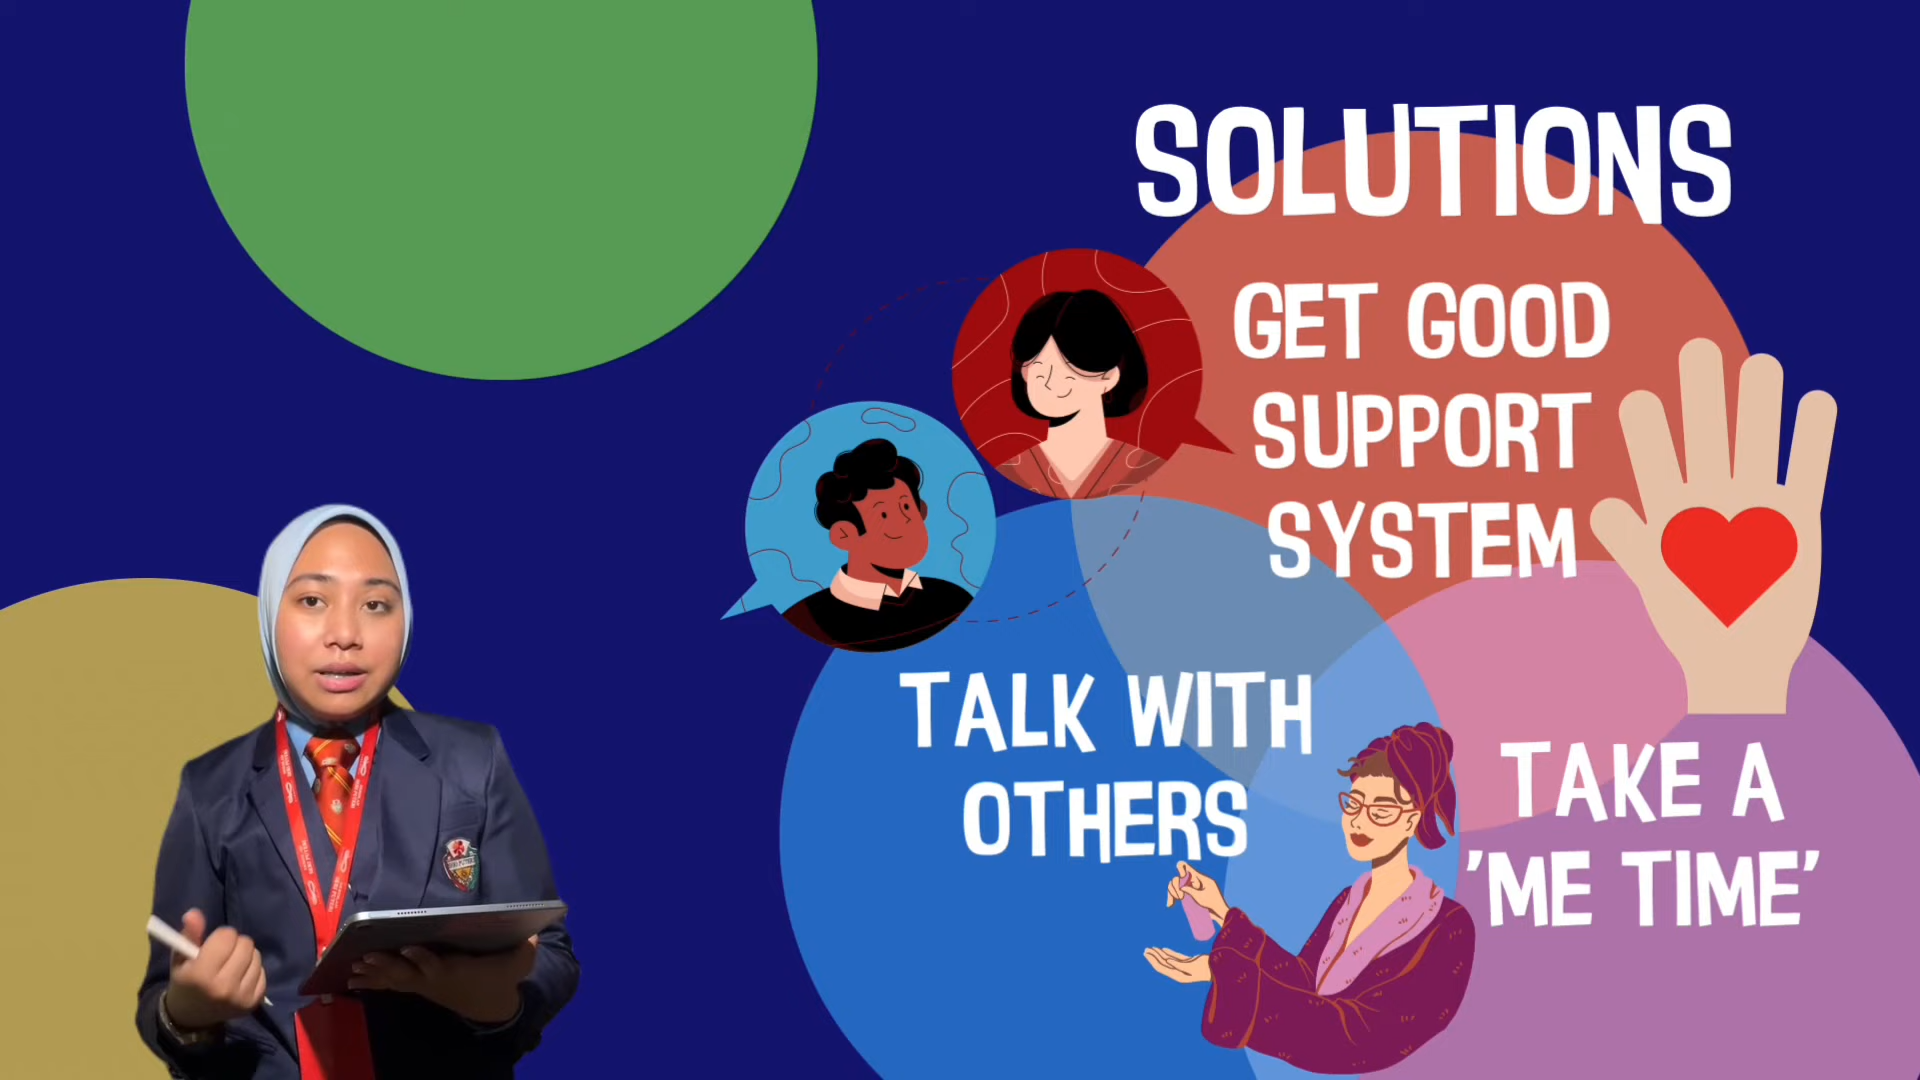 SOLUTIONS
GET GOOD
SUPPORT
SYSTEM
TALK WITH
OTHERS
TAKE A
'ME TIME'